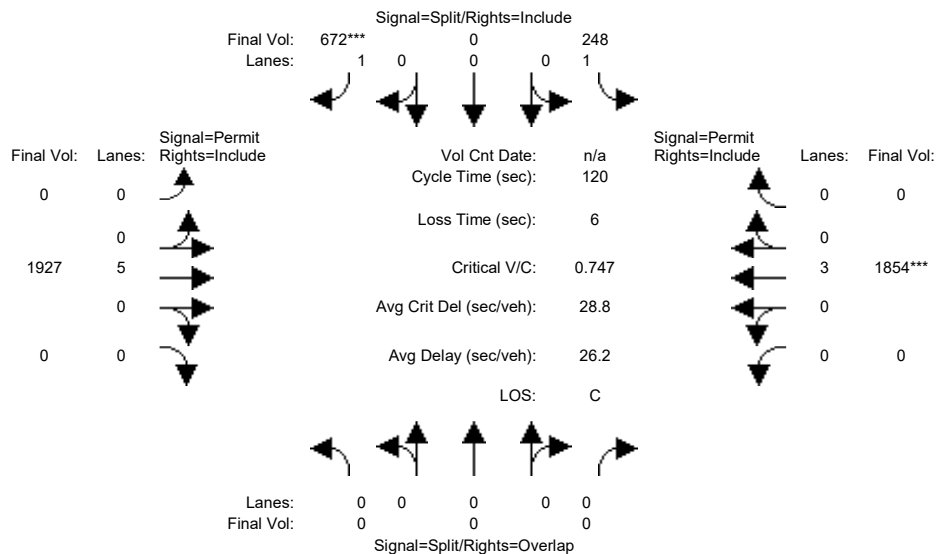 Signal=Split/Rights=Include
Final Vol: 672*** 0 248
Lanes: 1 0 0 0 1
Signal=Permit
Final Vol: Lanes: Rights=Include
Vol Cnt Date: n/a
Signal=Permit
Rights=Include Lanes: Final Vol:
Cycle Time (sec): 120
0 0
0 0
Loss Time (sec): 6
0
0
1927 5
Critical V/C: 0.747
3 1854***
0
Avg Crit Del (sec/veh): 28.8
0
0 0
Avg Delay (sec/veh): 26.2
0 0
LOS: C
Lanes: 0 0 0 0 0
Final Vol: 0 0 0
Signal=Split/Rights=Overlap